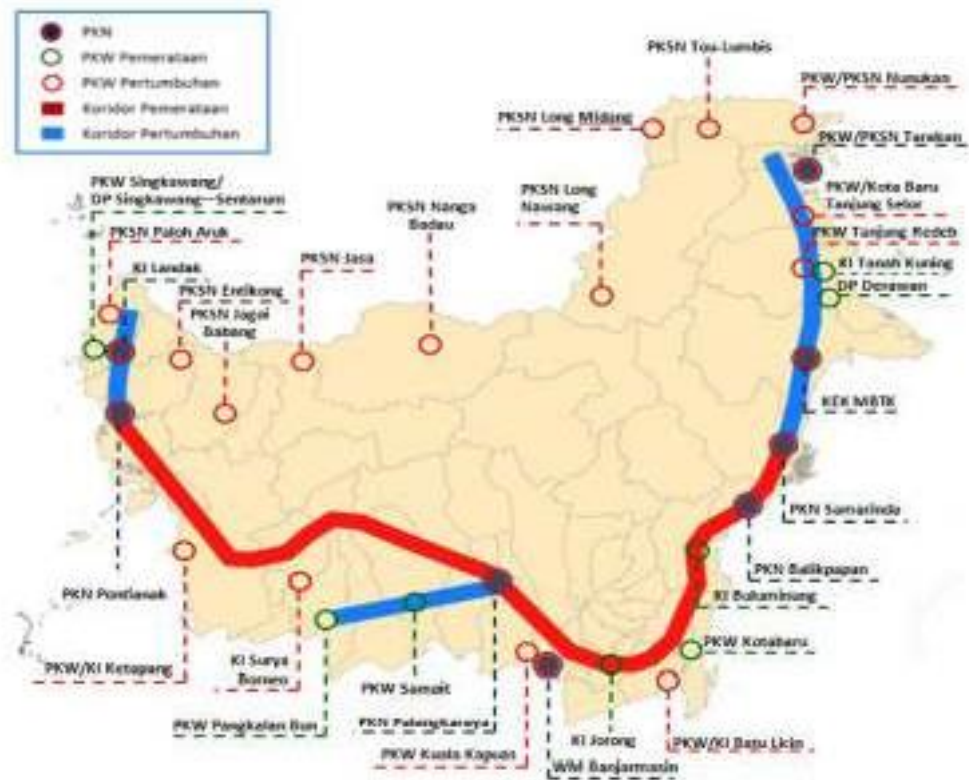 PKN
PKW Pemerataan
PKW Pertumbuhan
Koridor Pemerataan
Koridor Pertumbuhan
PKSN Tou-Lumbis
PKW/PKSN Nunukan
PKSN Long Midang
PKW/PKSN Tarakan
PKW Singkawang/
DP Singkawang—Sentarum
PKSN Long
Nawang
PKW/Kota Baru
Tanjung Selor
PKSN Nanga
Badau
PKSN Paloh Aruk
PKW Tanjung Redeb
KI Landak
PKSN Jasa
KI Tanah Kuning
PKSN Entikong
DP Derawan
PKSN Jagoi
Babang
KEK MBTK
PKN Samarinda
PKN Balikpapan
PKN Pontianak
KI Buluminung
PKW Kotabaru
PKW/KI Ketapang
KI Surya
Borneo
PKW Sampit
PKW Pangkalan Bun
PKN Palangkaraya
KI Jorong
PKW/KI Batu Licin
PKW Kuala Kapuas
WM Banjarmasin